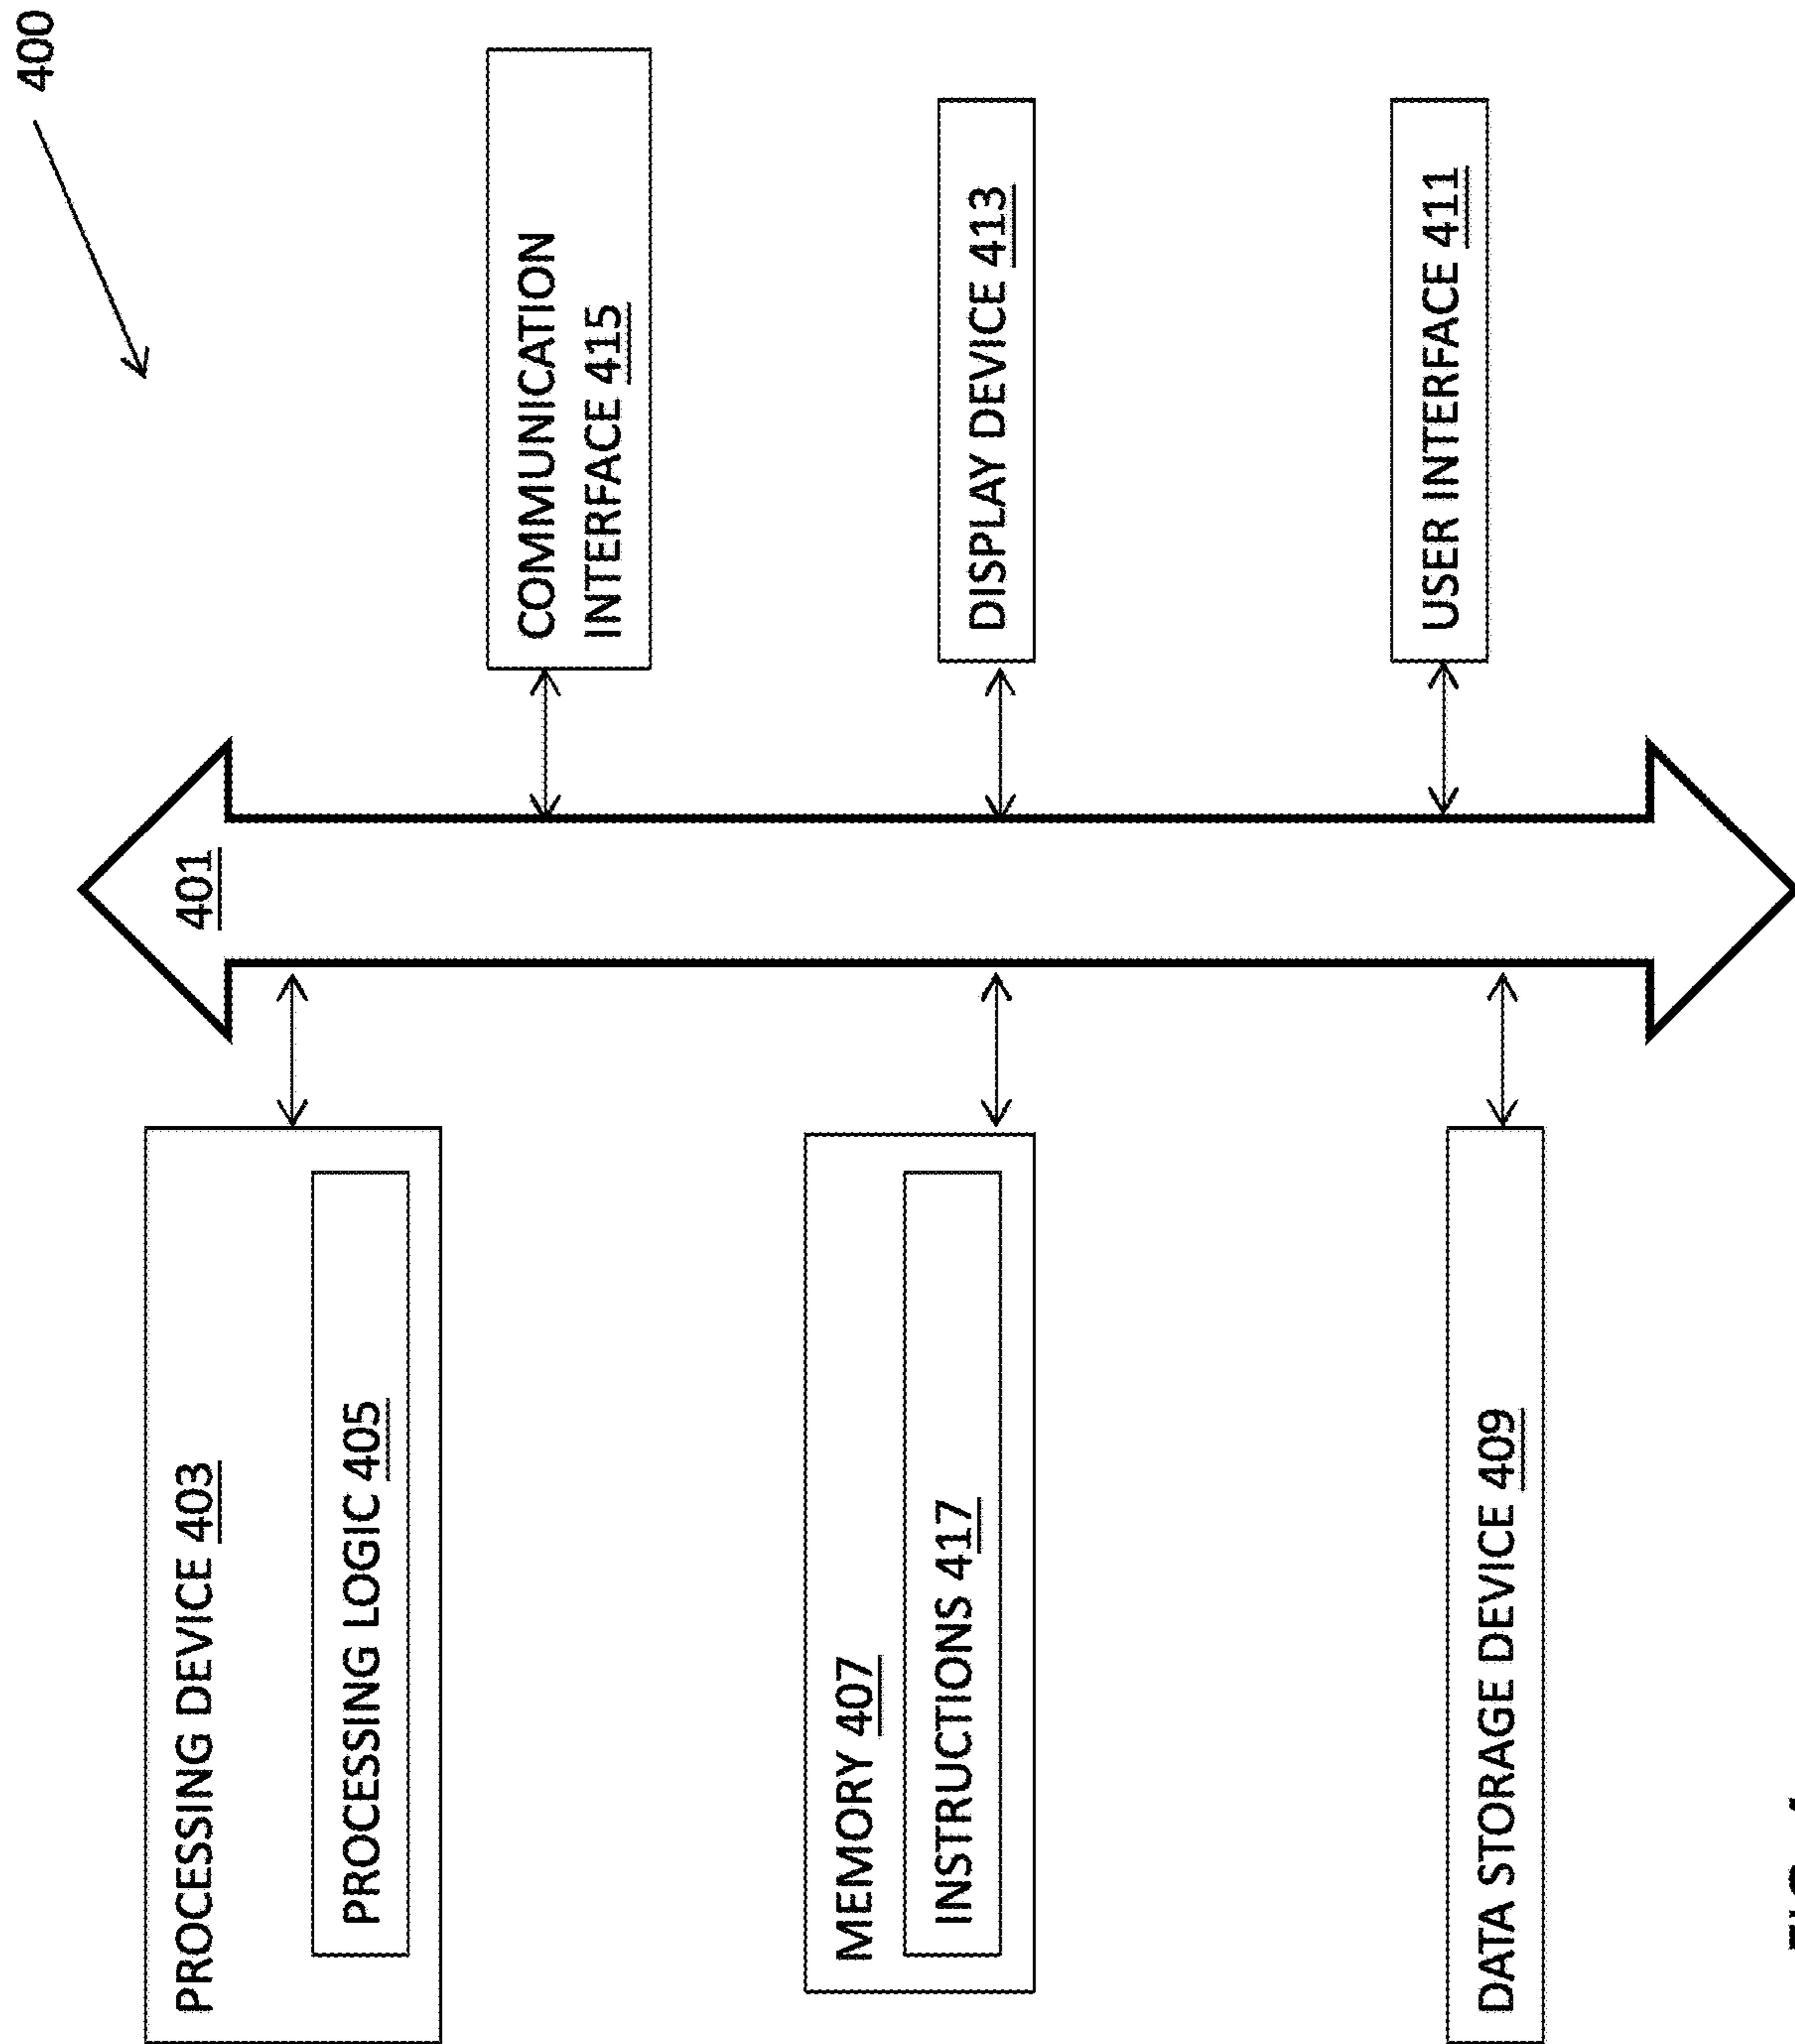 400
PROCESSING DEVICE 403
PROCESSING LOGIC 405
MEMORY 407
INSTRUCTIONS 417
DATA STORAGE DEVICE 409
401
COMMUNICATION
INTERFACE 415
DISPLAY DEVICE 413
USER INTERFACE 411